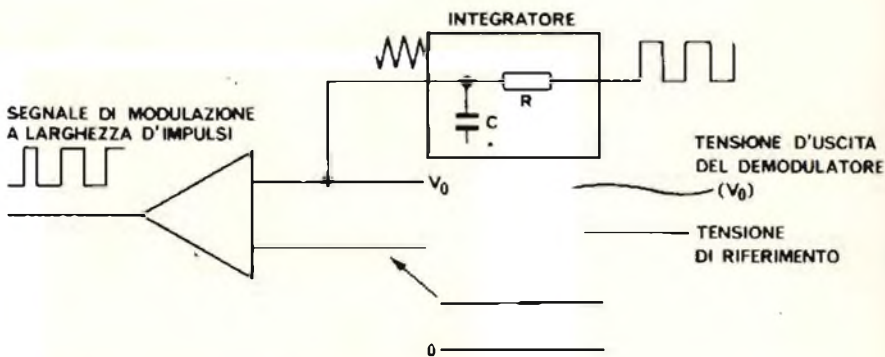 INTEGRATORE
SEGNALE DI MODULAZIONE
A LARGHEZZA D'IMPULSI
R
C
TENSIONE D'USCITA
DEL DEMODULATORE
(V0)
V0
TENSIONE
DI RIFERIMENTO
0